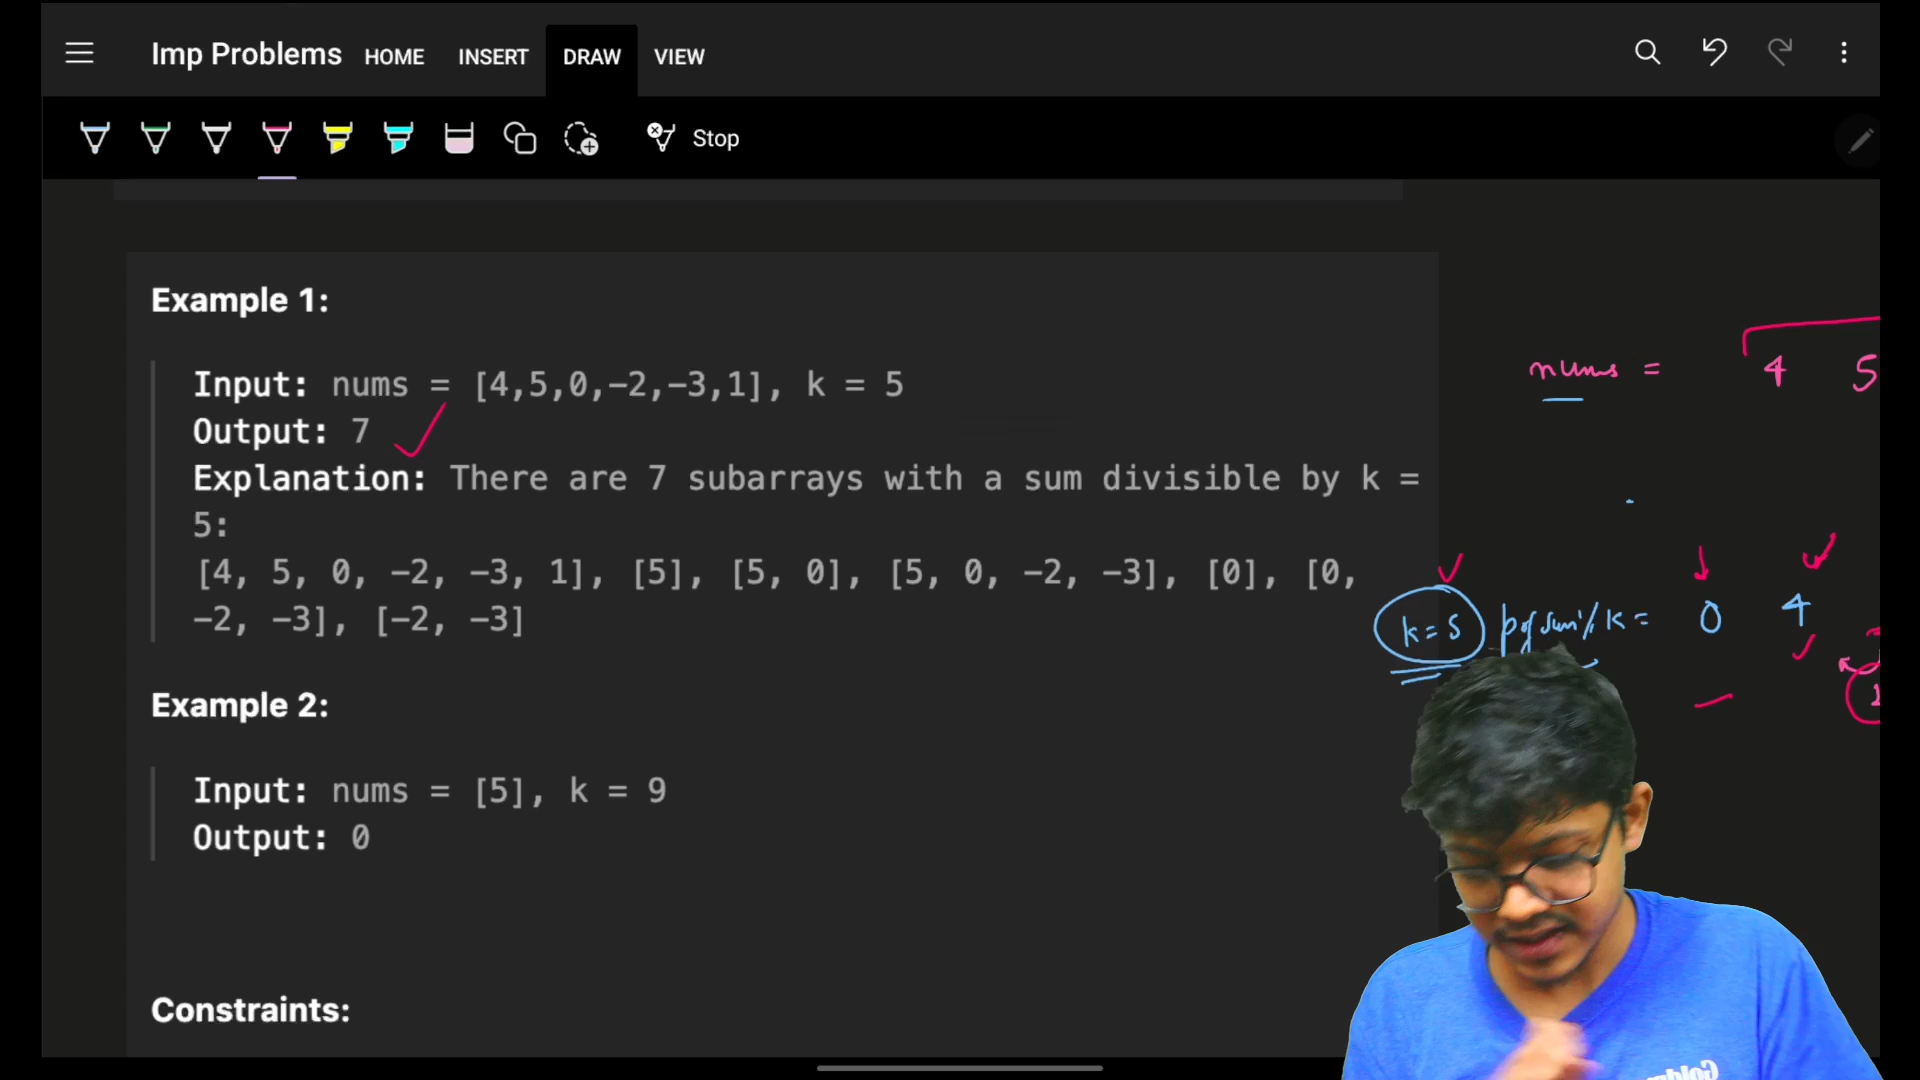 Imp Problems HOME INSERT DRAW VIEW
Stop
Example 1:
Input: nums = [4,5,0,-2,-3,1], k = 5
Output: 7
Explanation: There are 7 subarrays with a sum divisible by k =
5:
[4, 5, 0, -2, -3, 1], [5], [5, 0], [5, 0, -2, -3], [0], [0,
-2, -3], [-2, -3]
Example 2:
Input: nums = [5], k = 9
Output: 0
Constraints:
nums = 4 5
k = 5 pof sum % k = 0 4